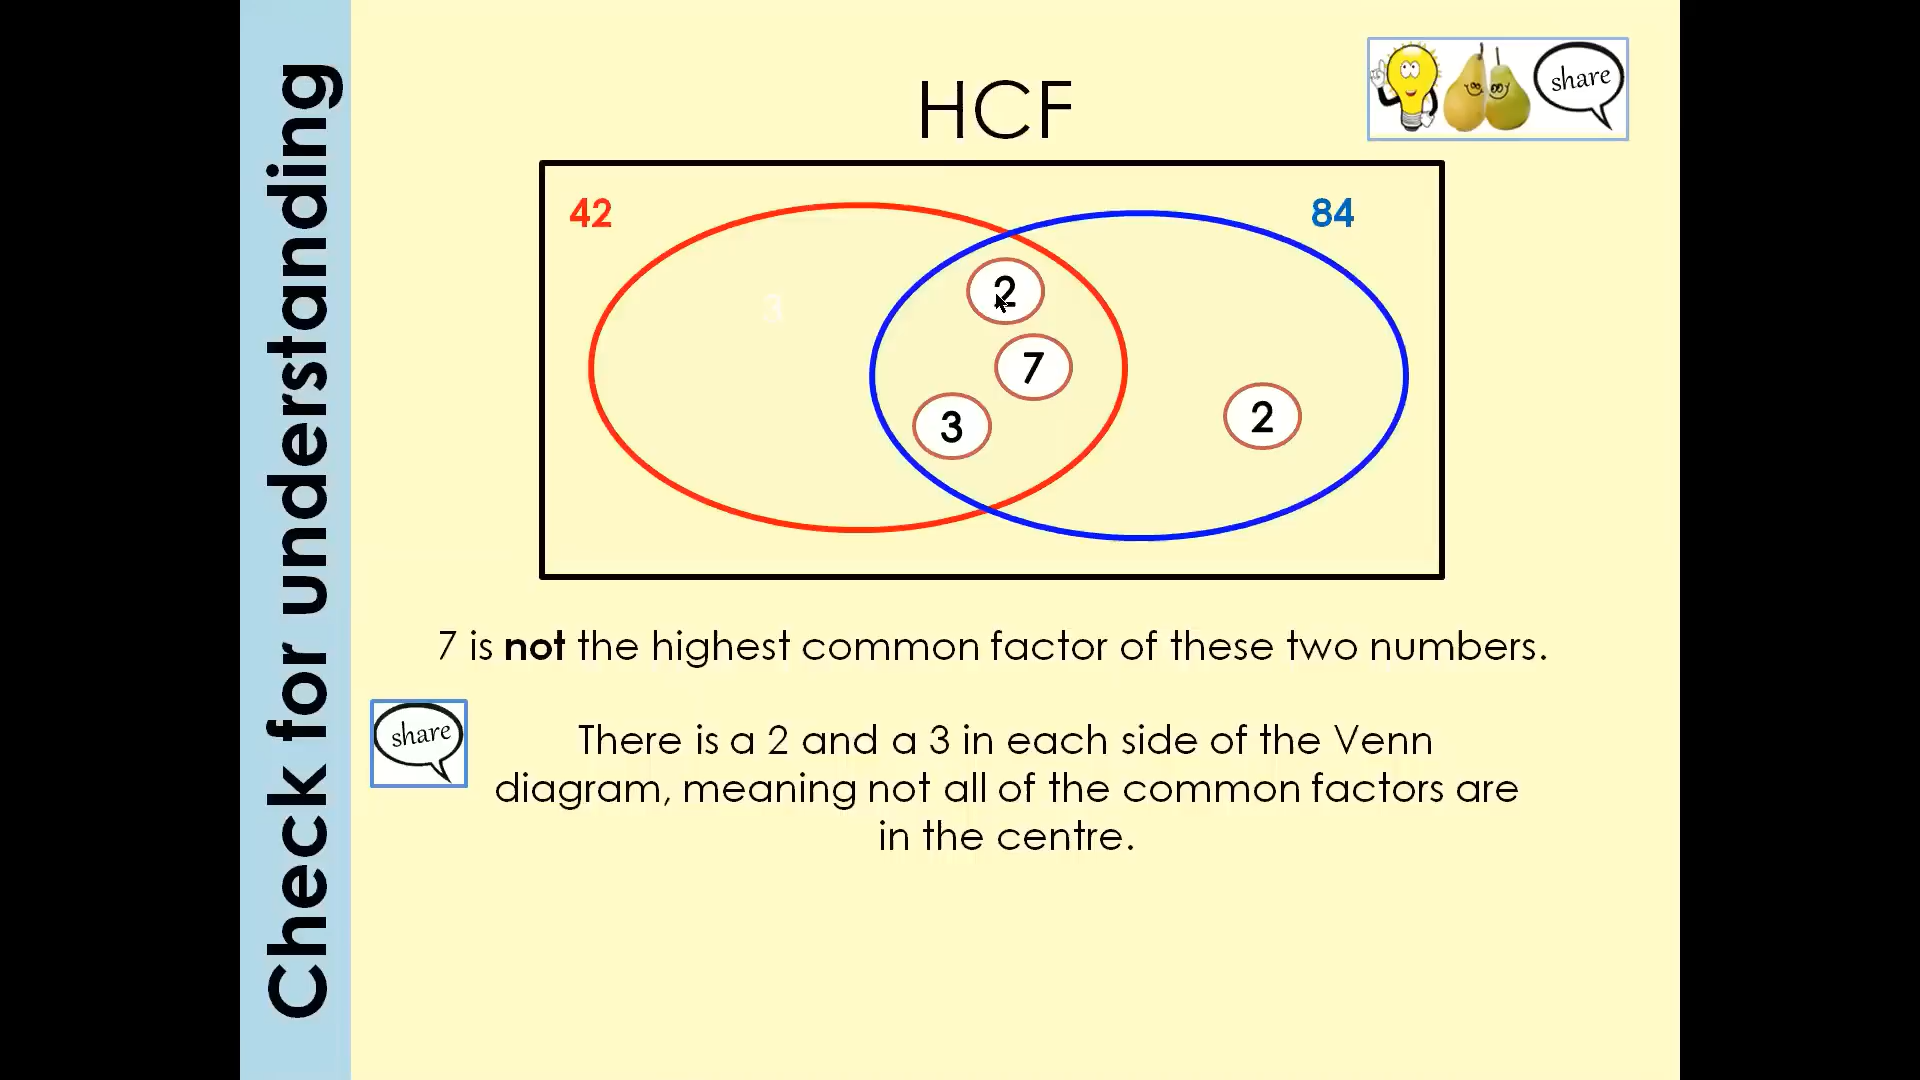 Check for understanding
HCF
share
42
84
3
2
7
3
2
7 is not the highest common factor of these two numbers.
share
There is a 2 and a 3 in each side of the Venn
diagram, meaning not all of the common factors are
in the centre.